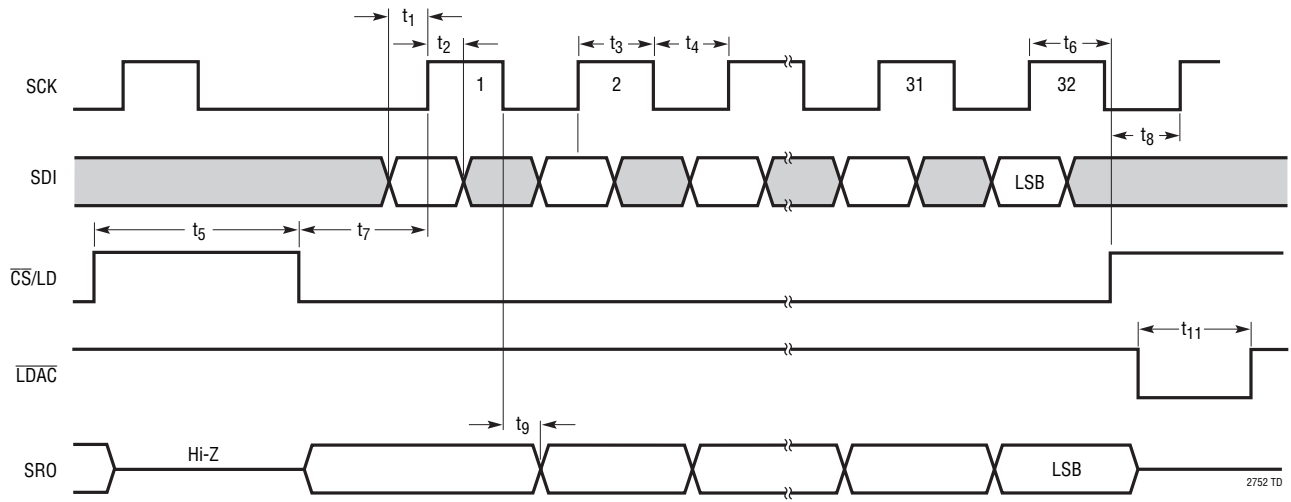 t1
t2
t3
t4
t6
SCK
1
2
31
32
t8
SDI
LSB
t5
t7
CS/LD
t11
LDAC
t9
SRO
Hi-Z
LSB
2752 TD